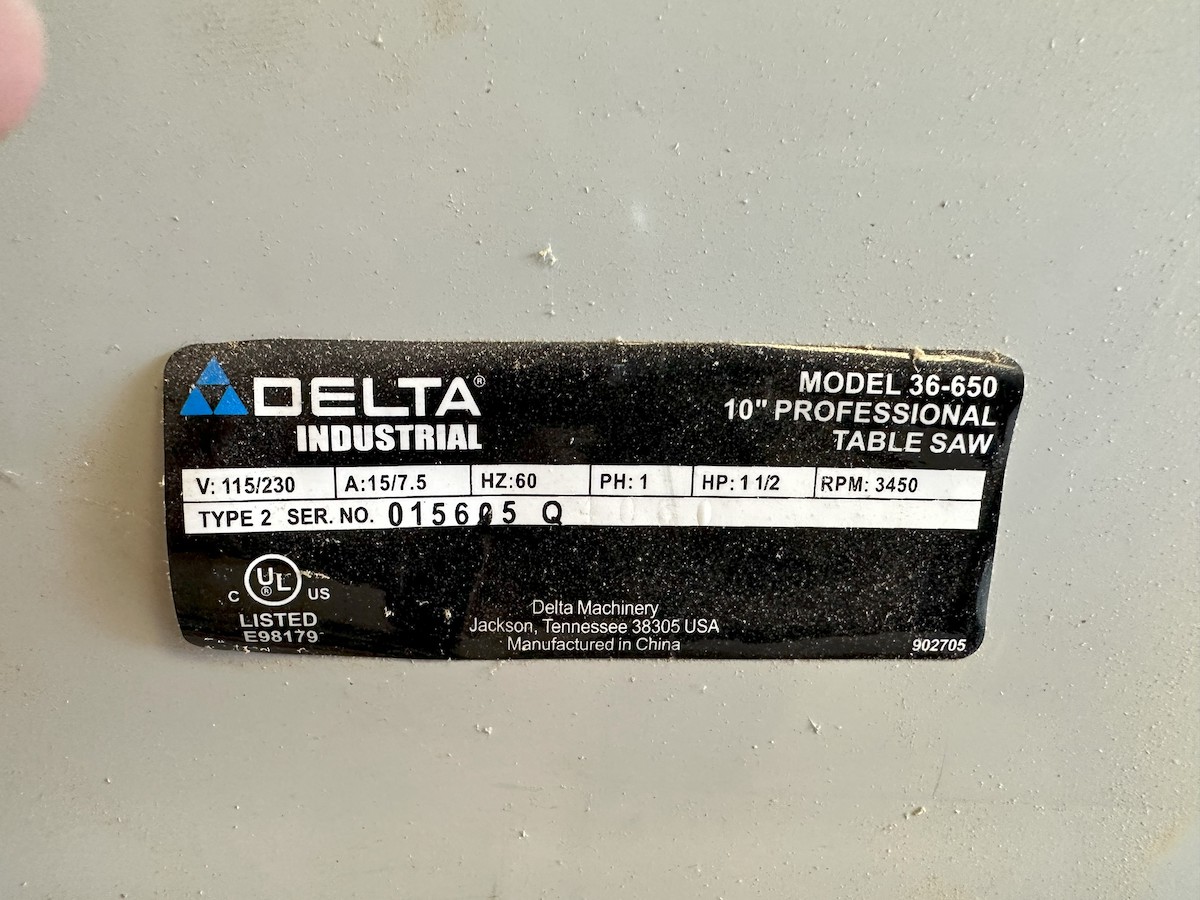 DELTA®
INDUSTRIAL
MODEL 36-650
10" PROFESSIONAL
TABLE SAW
V: 115/230 A:15/7.5 HZ:60 PH: 1 HP: 1 1/2 RPM: 3450
TYPE 2 SER. NO. 015605 Q
C UL® US
LISTED
E98179
Delta Machinery
Jackson, Tennessee 38305 USA
Manufactured in China
902705